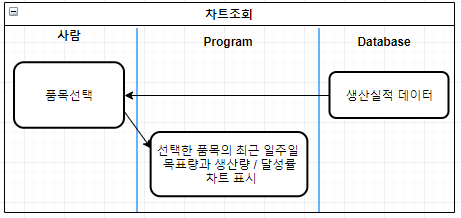 차트조회
사람
Program
Database
품목선택
생산실적 데이터
선택한 품목의 최근 일주일
목표량과 생산량 / 달성률
차트 표시